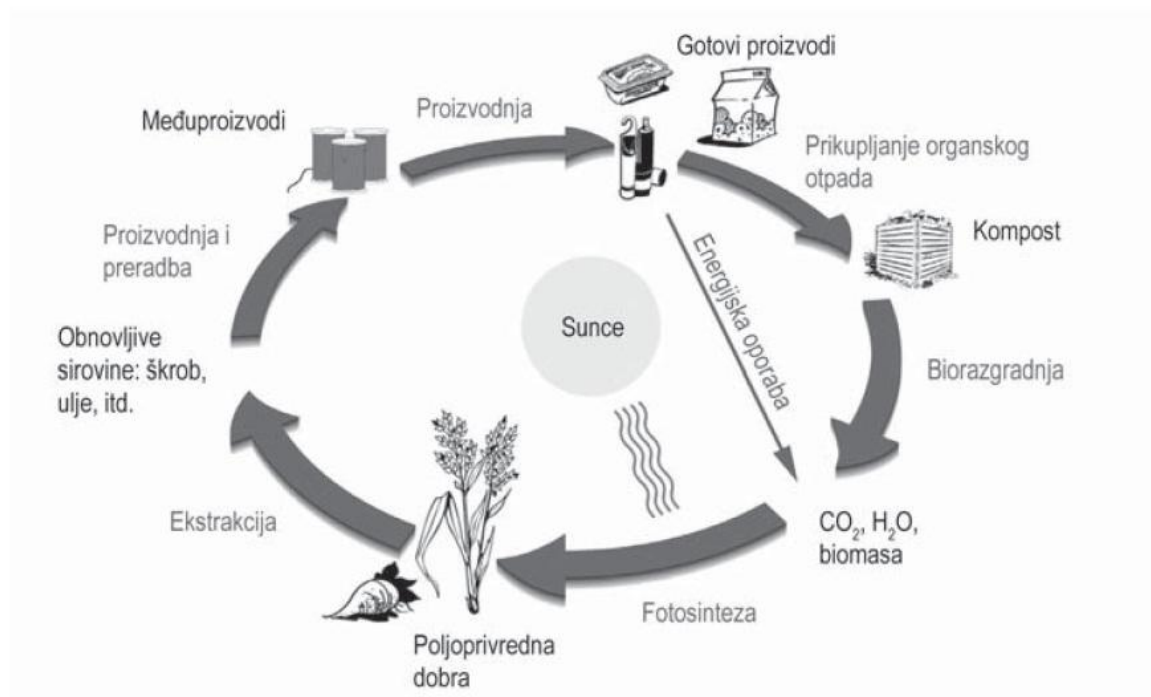 Gotovi proizvodi
Međuproizvodi
Proizvodnja
Prikupljanje organskog
otpada
Kompost
Proizvodnja i
preradba
Energijska oporaba
Sunce
Obnovljive
sirovine: škrob,
ulje, itd.
Biorazgradnja
Ekstrakcija
CO₂, H₂O,
biomasa
Fotosinteza
Poljoprivredna
dobra